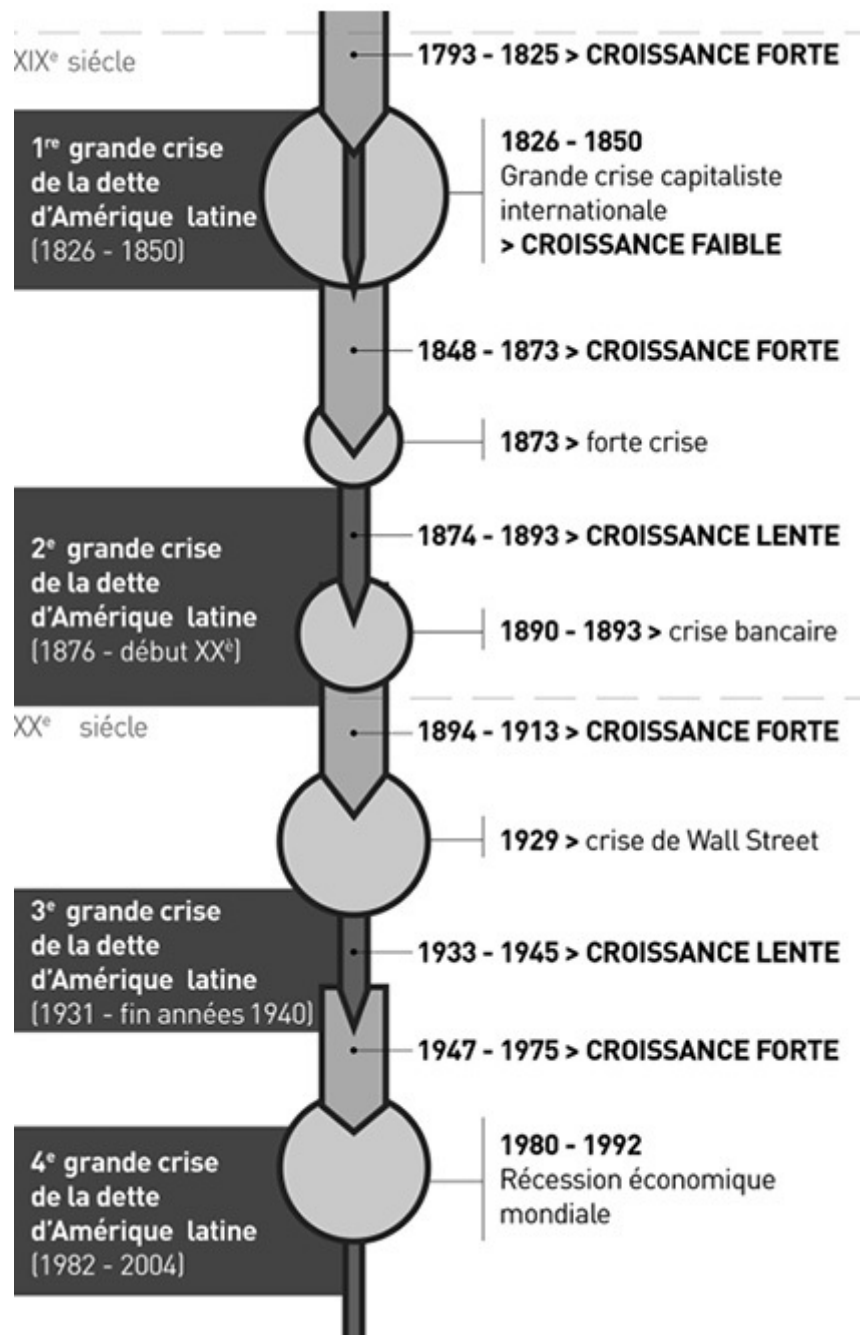 XIXe siécle
1793 - 1825 > CROISSANCE FORTE
1re grande crise
de la dette
d'Amérique latine
(1826 - 1850)
1826 - 1850
Grande crise capitaliste
internationale
> CROISSANCE FAIBLE
1848 - 1873 > CROISSANCE FORTE
1873 > forte crise
2e grande crise
de la dette
d'Amérique latine
(1876 - début XXè)
1874 - 1893 > CROISSANCE LENTE
1890 - 1893 > crise bancaire
XXe siécle
1894 - 1913 > CROISSANCE FORTE
1929 > crise de Wall Street
3e grande crise
de la dette
d'Amérique latine
(1931 - fin années 1940)
1933 - 1945 > CROISSANCE LENTE
1947 - 1975 > CROISSANCE FORTE
4e grande crise
de la dette
d'Amérique latine
(1982 - 2004)
1980 - 1992
Récession économique
mondiale